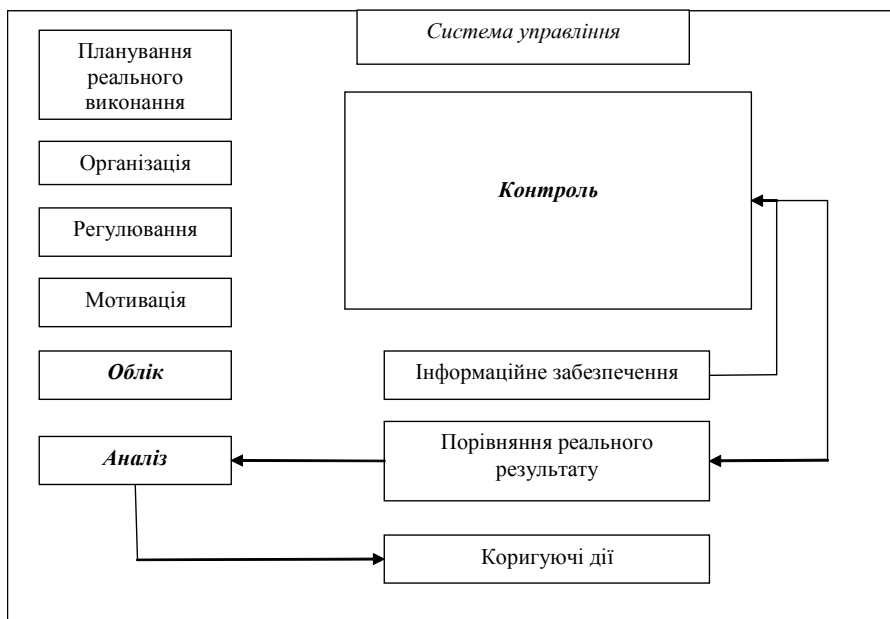 Система управління
Планування
реального
виконання
Організація
Контроль
Регулювання
Мотивація
Облік
Інформаційне забезпечення
Аналіз
Порівняння реального
результату
Коригуючі дії